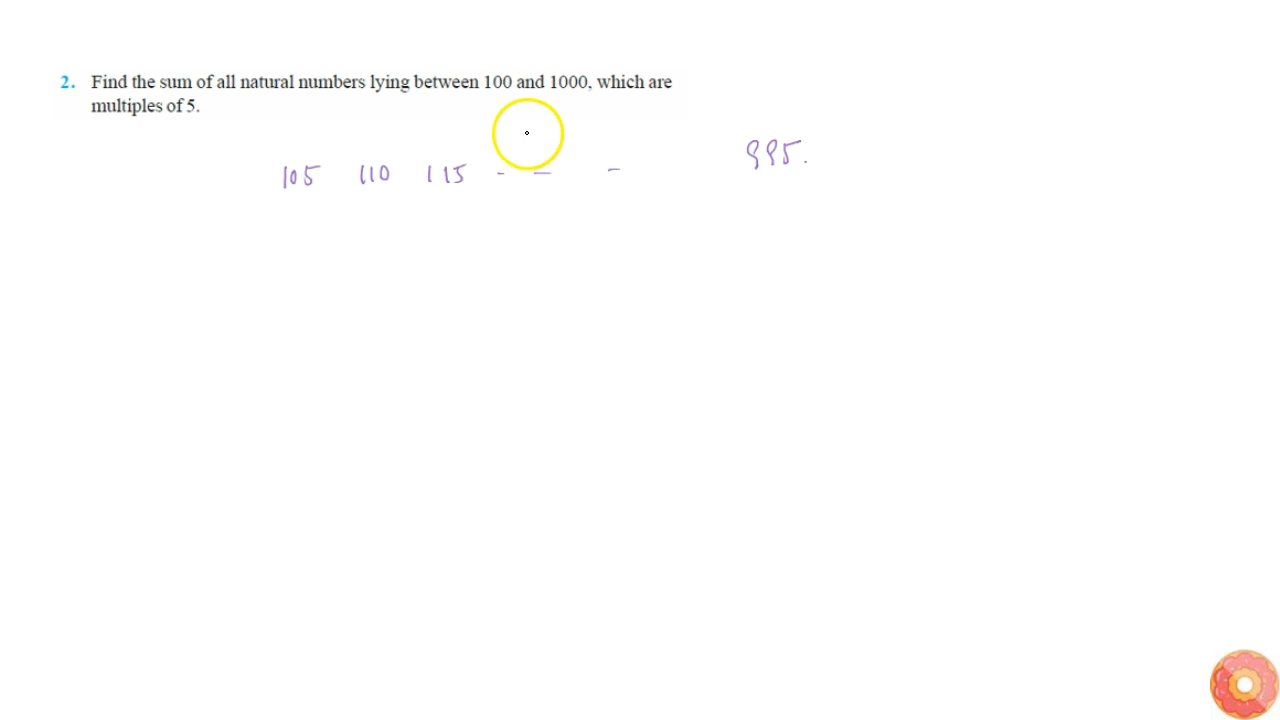 2. Find the sum of all natural numbers lying between 100 and 1000, which are
multiples of 5.
105 110 115 - - - 995.